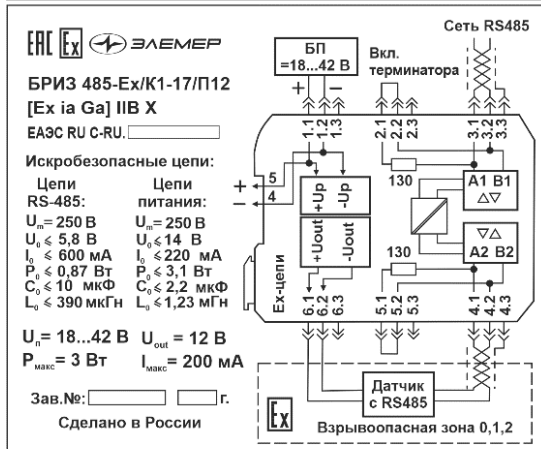 EAC Ex ЭЛЕМЕР
БРИЗ 485-Ex/К1-17/П12
[Ex ia Ga] IIB X
ЕАЭС RU C-RU.
Искробезопасные цепи:
Цепи RS-485:
Um= 250 В
U0 ⩽ 5,8 В
I0 ⩽ 600 мА
P0 ⩽ 0,87 Вт
C0 ⩽ 10 мкФ
L0 ⩽ 390 мкГн
Цепи питания:
Um= 250 В
U0 ⩽ 14 В
I0 ⩽ 220 мА
P0 ⩽ 3,1 Вт
C0 ⩽ 2,2 мкФ
L0 ⩽ 1,23 мГн
Uп= 18...42 В Uout = 12 В
Pмакс= 3 Вт Iмакс= 200 мА
Зав.№: г.
Сделано в России
БП
=18...42 В
+ −
Вкл.
терминатора
Сеть RS485
1.1 1.2 1.3
2.1 2.2 2.3
3.1 3.2 3.3
+ 5
− 4
+Up -Up
+Uout -Uout
130
A1 B1
130
A2 B2
Ex-цепи
6.1 6.2 6.3
5.1 5.2 5.3
4.1 4.2 4.3
Датчик
с RS485
Ex
Взрывоопасная зона 0,1,2